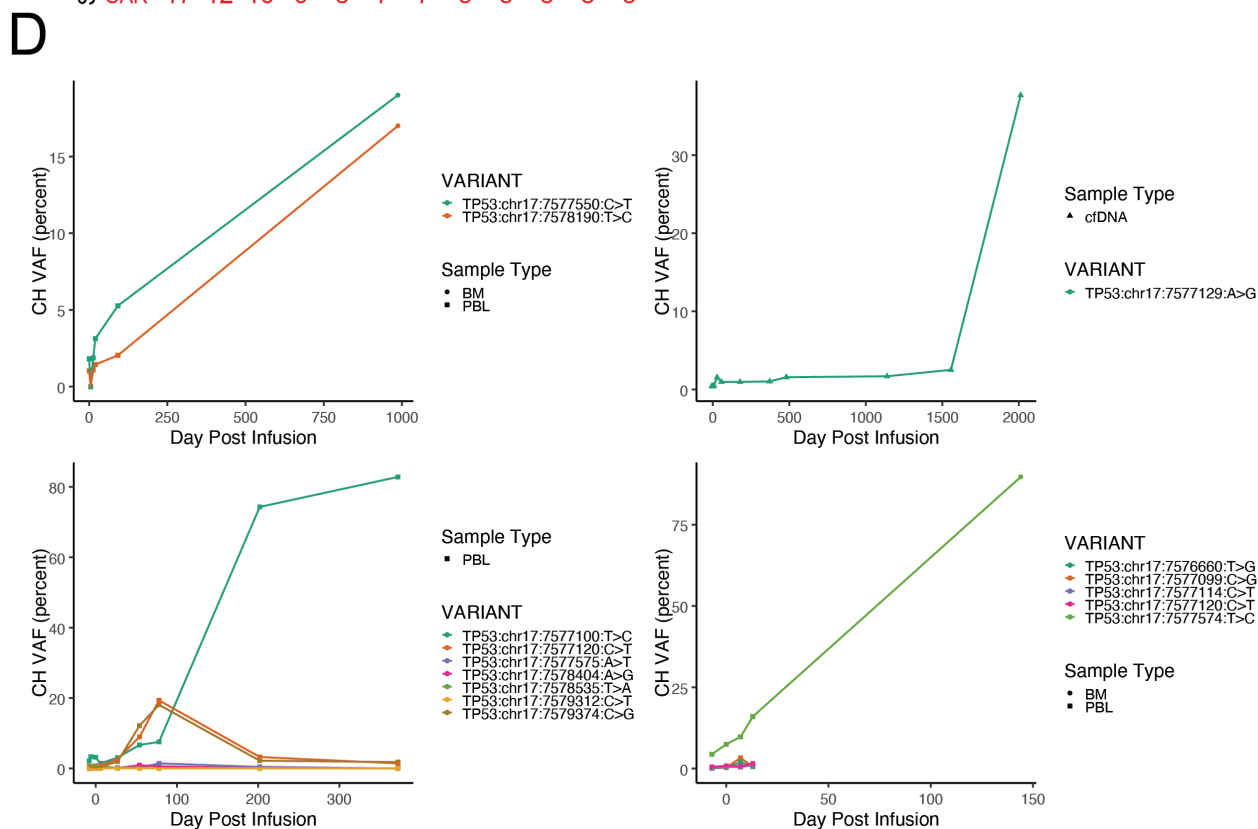 D
CH VAF (percent)
15
10
5
0
0 250 500 750 1000
Day Post Infusion
VARIANT
TP53:chr17:7577550:C>T
TP53:chr17:7578190:T>C
Sample Type
BM
PBL
CH VAF (percent)
30
20
10
0
0 500 1000 1500 2000
Day Post Infusion
Sample Type
cfDNA
VARIANT
TP53:chr17:7577129:A>G
CH VAF (percent)
80
60
40
20
0
0 100 200 300
Day Post Infusion
Sample Type
PBL
VARIANT
TP53:chr17:7577100:T>C
TP53:chr17:7577120:C>T
TP53:chr17:7577575:A>T
TP53:chr17:7578404:A>G
TP53:chr17:7578535:T>A
TP53:chr17:7579312:C>T
TP53:chr17:7579374:C>G
CH VAF (percent)
75
50
25
0
0 50 100 150
Day Post Infusion
VARIANT
TP53:chr17:7576660:T>G
TP53:chr17:7577099:C>G
TP53:chr17:7577114:C>T
TP53:chr17:7577120:C>T
TP53:chr17:7577574:T>C
Sample Type
BM
PBL